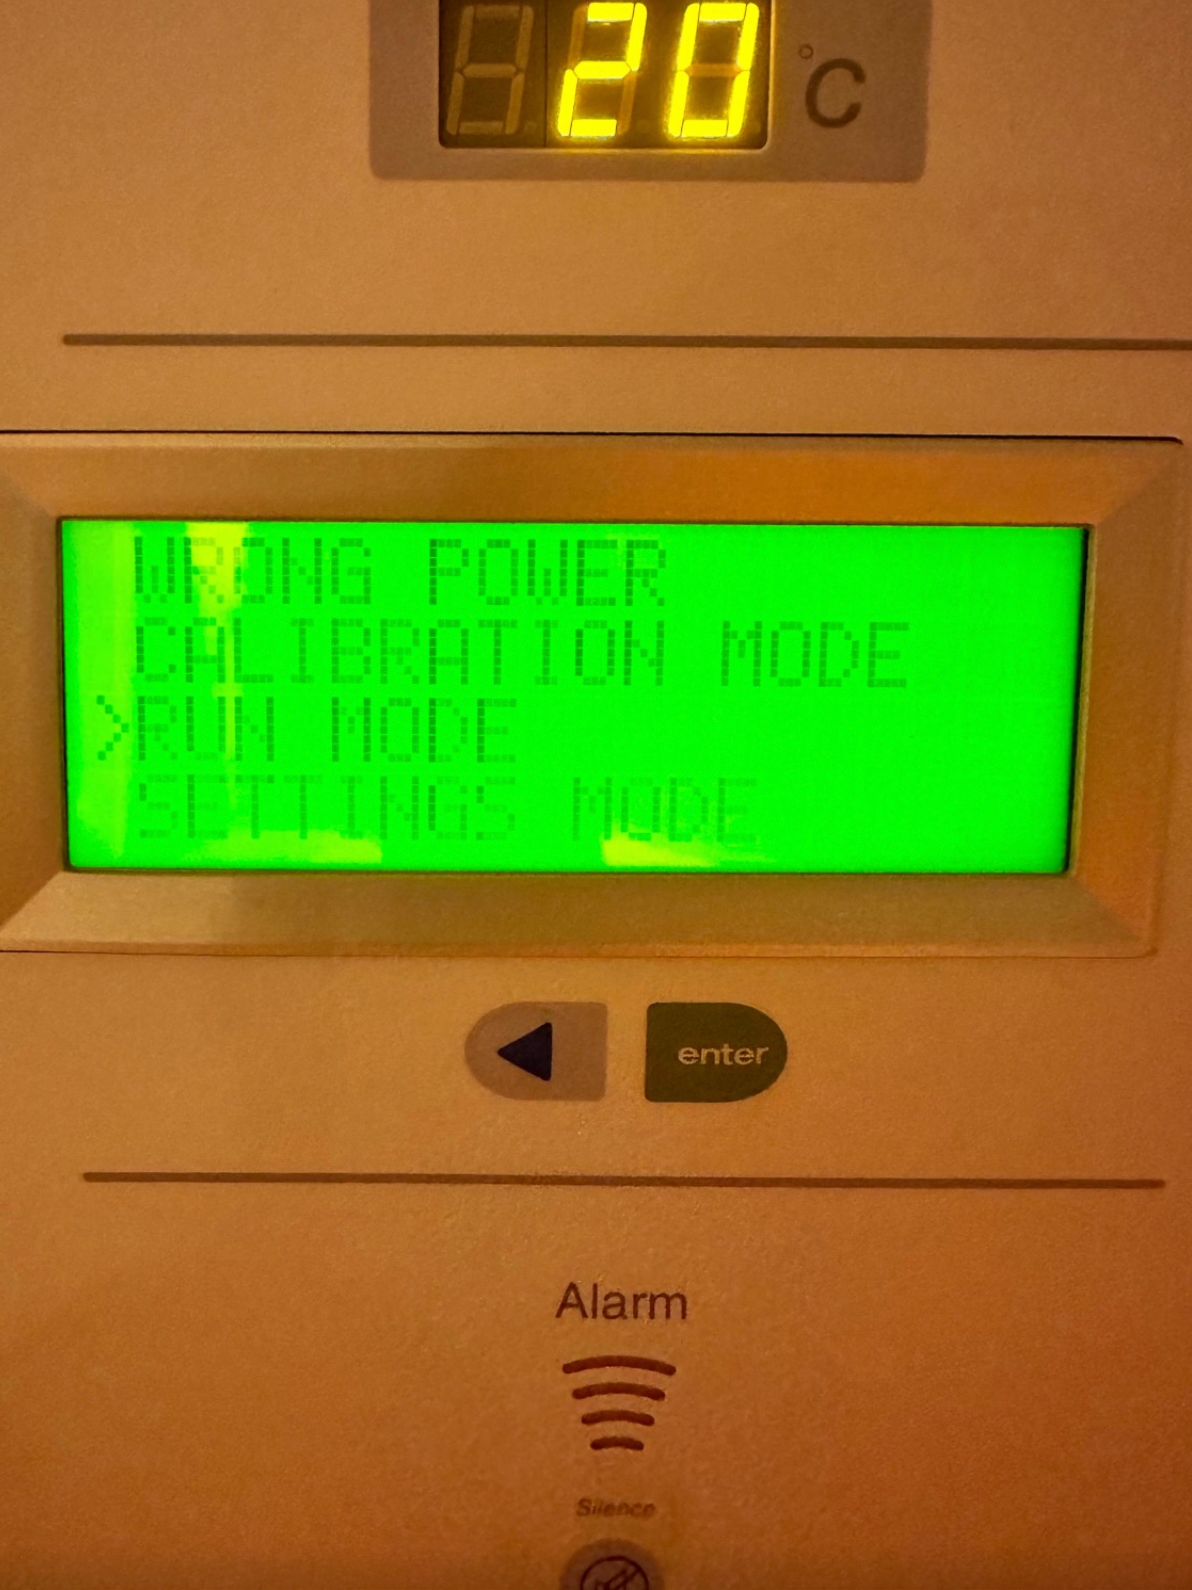 20 °C
WRONG POWER
CALIBRATION MODE
>RUN MODE
SETTINGS MODE
enter
Alarm
Silence